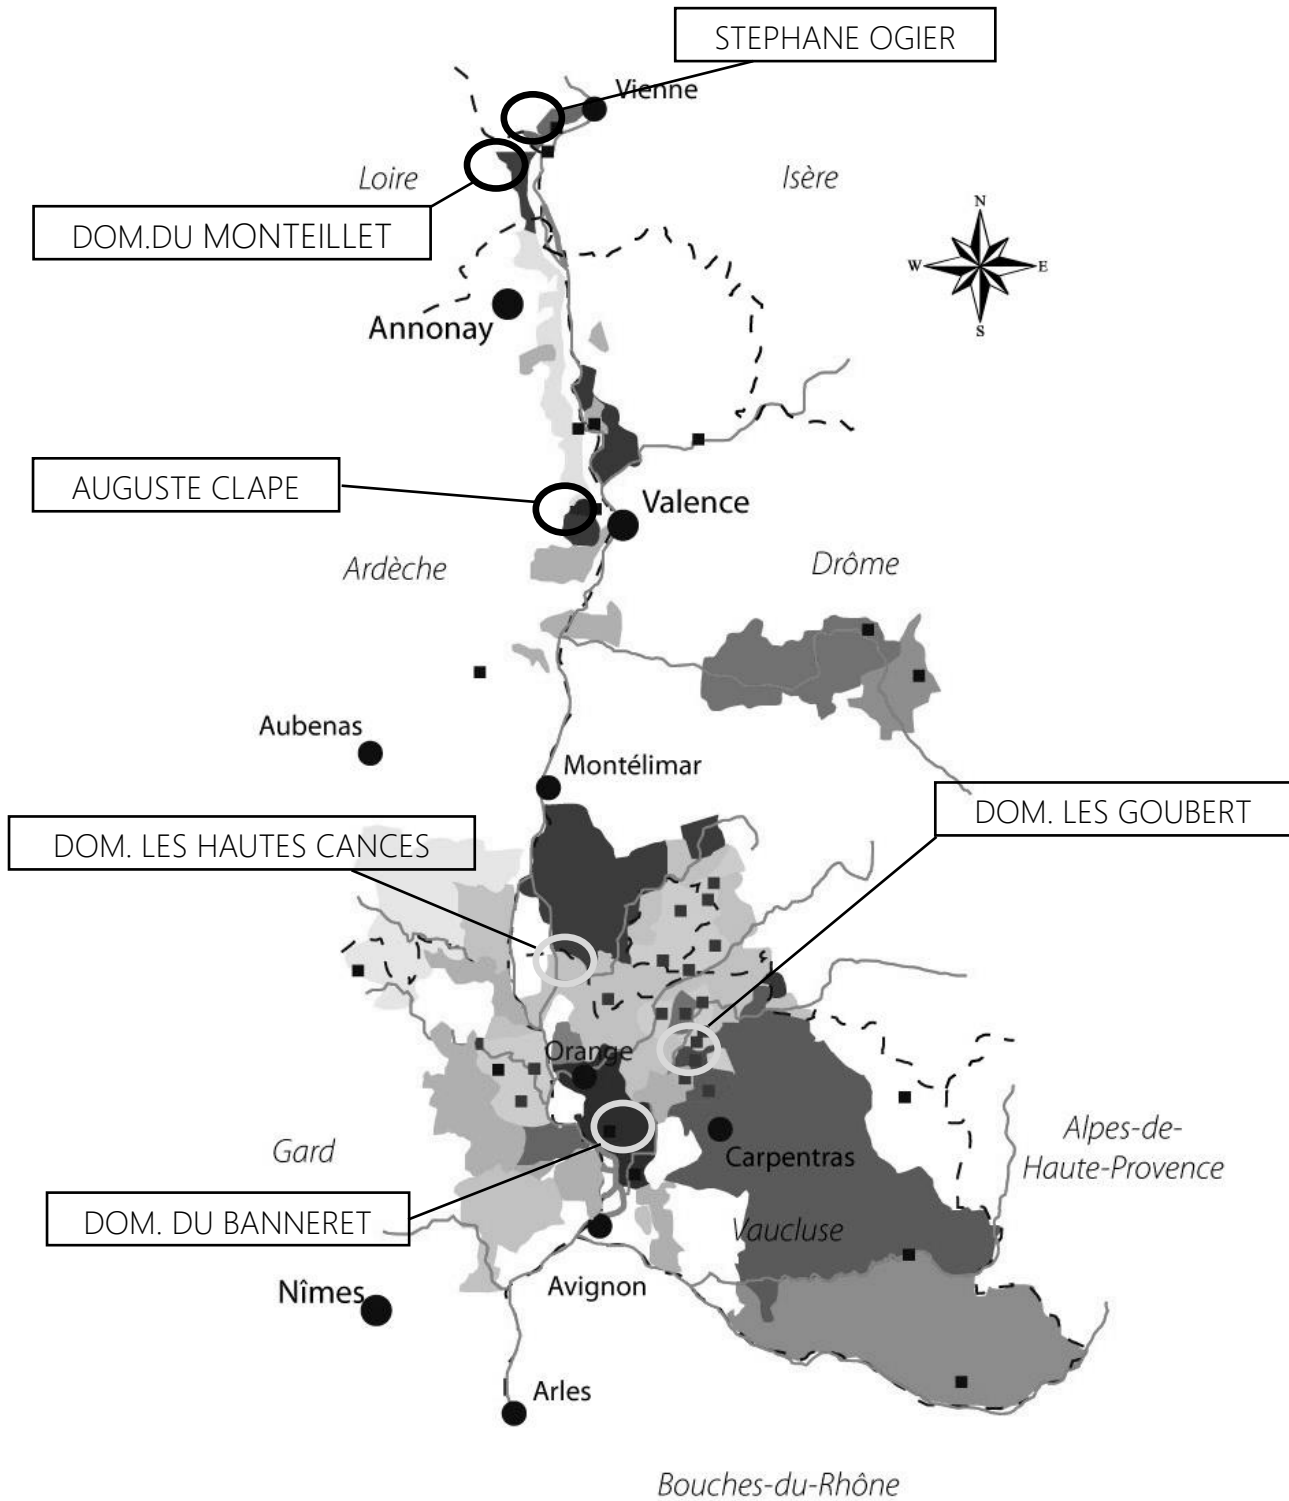 STEPHANE OGIER
Vienne
Loire
Isère
DOM.DU MONTEILLET
N
W
E
S
Annonay
AUGUSTE CLAPE
Valence
Ardèche
Drôme
Aubenas
Montélimar
DOM. LES GOUBERT
DOM. LES HAUTES CANCES
Orange
Gard
Carpentras
Alpes-de-
Haute-Provence
DOM. DU BANNERET
Vaucluse
Nîmes
Avignon
Arles
Bouches-du-Rhône